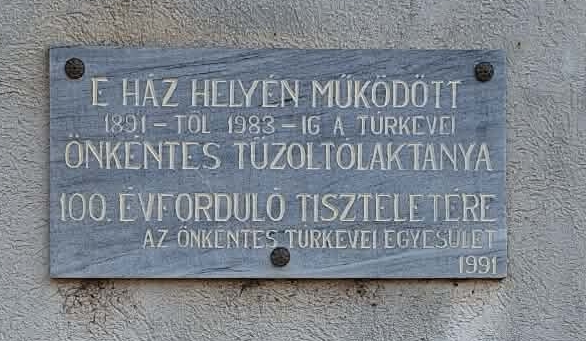 E HÁZ HELYÉN MŰKÖDÖTT
1891-TŐL 1983-IG A TÚRKEVEI
ÖNKÉNTES TŰZOLTÓLAKTANYA
100. ÉVFORDULÓ TISZTELETÉRE
AZ ÖNKÉNTES TÚRKEVEI EGYESÜLET
1991